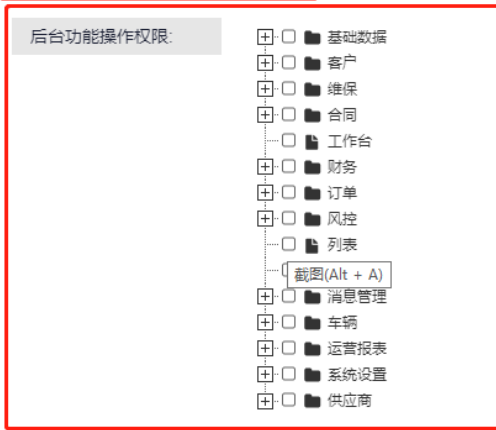 后台功能操作权限:
基础数据
客户
维保
合同
工作台
财务
订单
风控
列表
截图(Alt + A)
消息管理
车辆
运营报表
系统设置
供应商